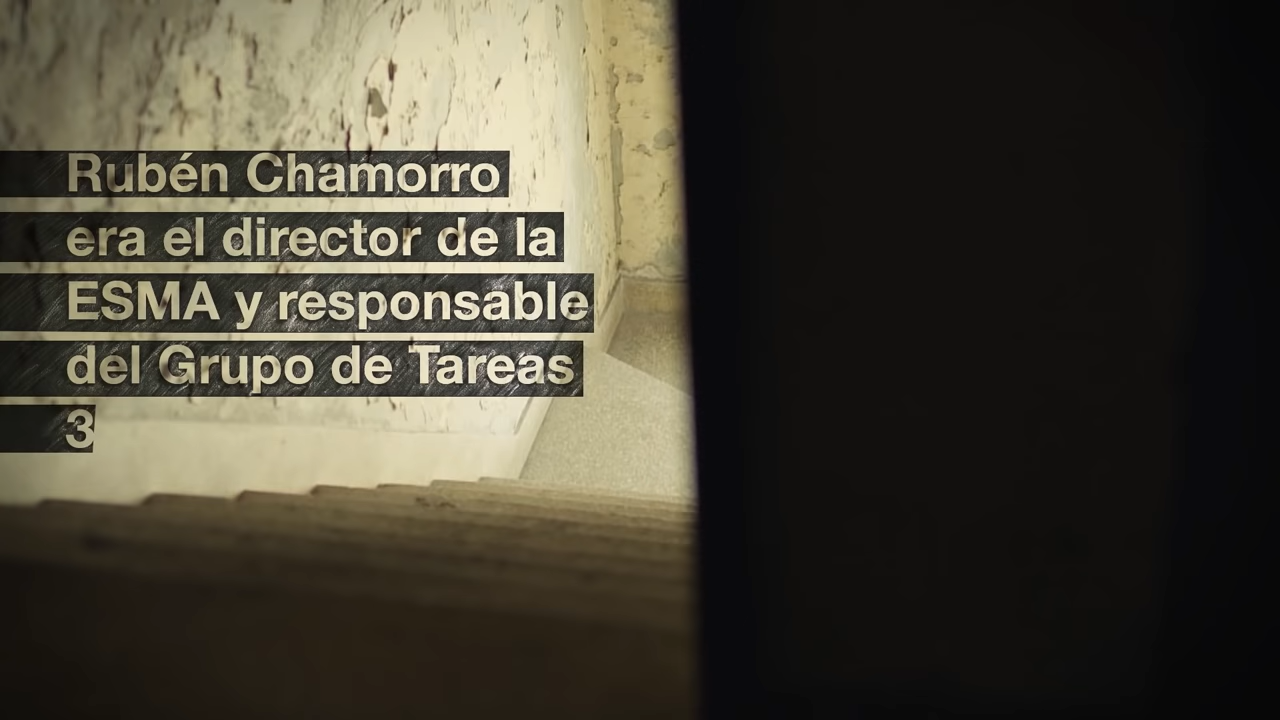 Rubén Chamorro
era el director de la
ESMA y responsable
del Grupo de Tareas
3